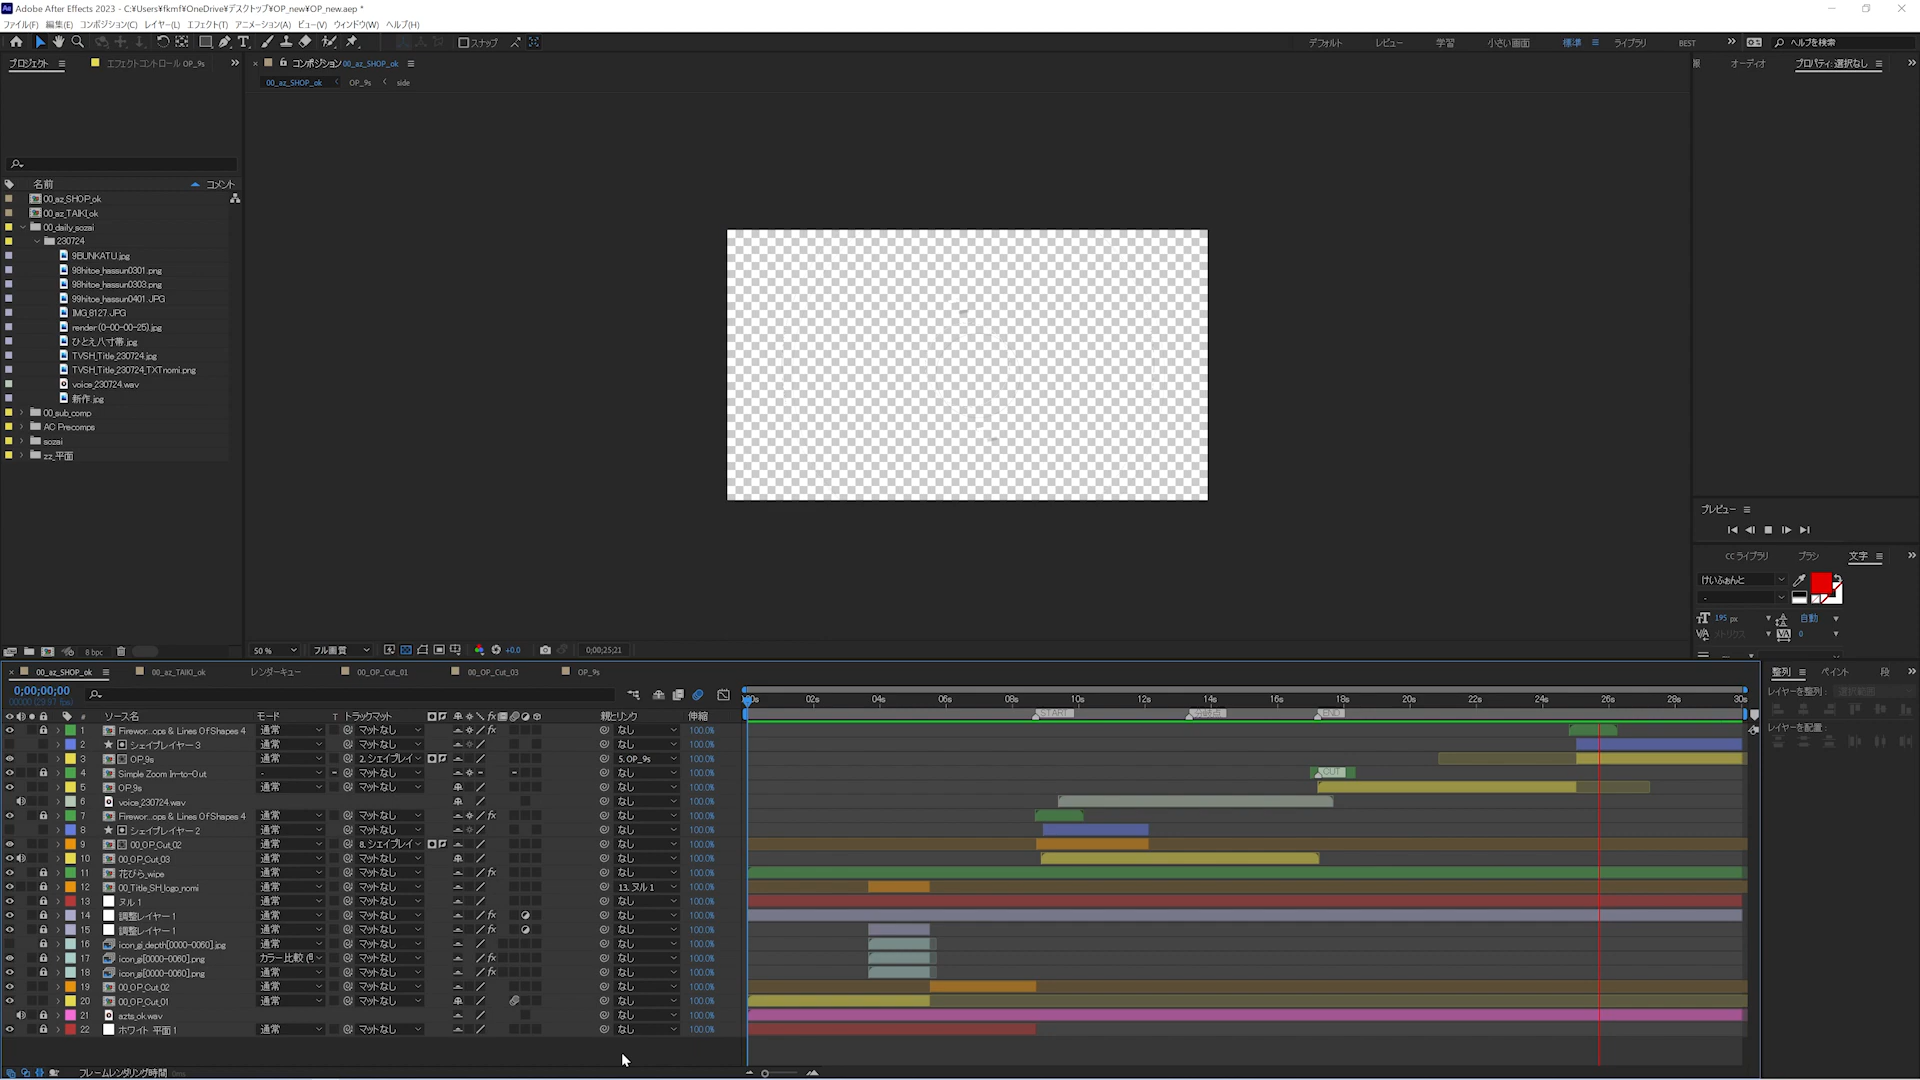 Adobe After Effects 2023 - C:¥Users¥fkmf¥OneDrive¥デスクトップ¥OP_new¥OP_new.aep *
ファイル(F) 編集(E) コンポジション(C) レイヤー(L) エフェクト(T) アニメーション(A) ビュー(V) ウィンドウ(W) ヘルプ(H)
スナップ デフォルト レビュー 学習 小さい画面 標準 ライブラリ BEST ヘルプを検索
プロジェクト エフェクトコントロール OP_9s コンポジション 00_az_SHOP_ok オーディオ プロパティ: 選択なし
00_az_SHOP_ok OP_9s side
名前 コメント
00_az_SHOP_ok
00_az_TAIKI_ok
00_daily_sozai
230724
9BUNKATU.jpg
98hitoe_hassun0301.png
98hitoe_hassun0303.png
99hitoe_hassun0401.JPG
IMG_8127.JPG
render (0-00-00-25).jpg
ひとえ八寸帯.jpg
TVSH_Title_230724.jpg
TVSH_Title_230724_TXTnomi.png
voice_230724.wav
新作.jpg
00_sub_comp
AC Precomps
sozai
zz_平面
プレビュー
CC ライブラリ ブラシ 文字
けいふぉんと
-
195 px 自動
メトリクス 0
8 bpc 50 % フル画質 +0.0 0;00;25;21
00_az_SHOP_ok 00_az_TAIKI_ok レンダーキュー 00_OP_Cut_01 00_OP_Cut_03 OP_9s 整列 ペイント 段
0;00;00;00
レイヤーを整列:
02s 04s 06s 08s 10s 12s 14s 16s 18s 20s 22s 24s 26s 28s 30s
# ソース名 モード T トラックマット 親とリンク 伸縮 START END
レイヤーを配置:
1 Firewor...ops & Lines Of Shapes 4 通常 マットなし なし 100.0%
2 シェイプレイヤー 3 通常 マットなし なし 100.0%
3 OP_9s 通常 2. シェイプレイ 5. OP_9s 100.0%
4 Simple Zoom In-to-Out - マットなし なし 100.0% CUT
5 OP_9s 通常 マットなし なし 100.0%
6 voice_230724.wav なし 100.0%
7 Firewor...ops & Lines Of Shapes 4 通常 マットなし なし 100.0%
8 シェイプレイヤー 2 通常 マットなし なし 100.0%
9 00_OP_Cut_02 通常 8. シェイプレイ なし 100.0%
10 00_OP_Cut_03 通常 マットなし なし 100.0%
11 花びら_wipe 通常 マットなし なし 100.0%
12 00_Title_SH_logo_nomi 通常 マットなし 13. ヌル 1 100.0%
13 ヌル 1 通常 マットなし なし 100.0%
14 調整レイヤー 1 通常 マットなし なし 100.0%
15 調整レイヤー 1 通常 マットなし なし 100.0%
16 icon_gi_depth[0000-0060].jpg 通常 マットなし なし 100.0%
17 icon_gi[0000-0060].png カラー比較 マットなし なし 100.0%
18 icon_gi[0000-0060].png 通常 マットなし なし 100.0%
19 00_OP_Cut_02 通常 マットなし なし 100.0%
20 00_OP_Cut_01 通常 マットなし なし 100.0%
21 azts_ok.wav なし 100.0%
22 ホワイト 平面 1 通常 マットなし なし 100.0%
フレームレンダリング時間 0ms